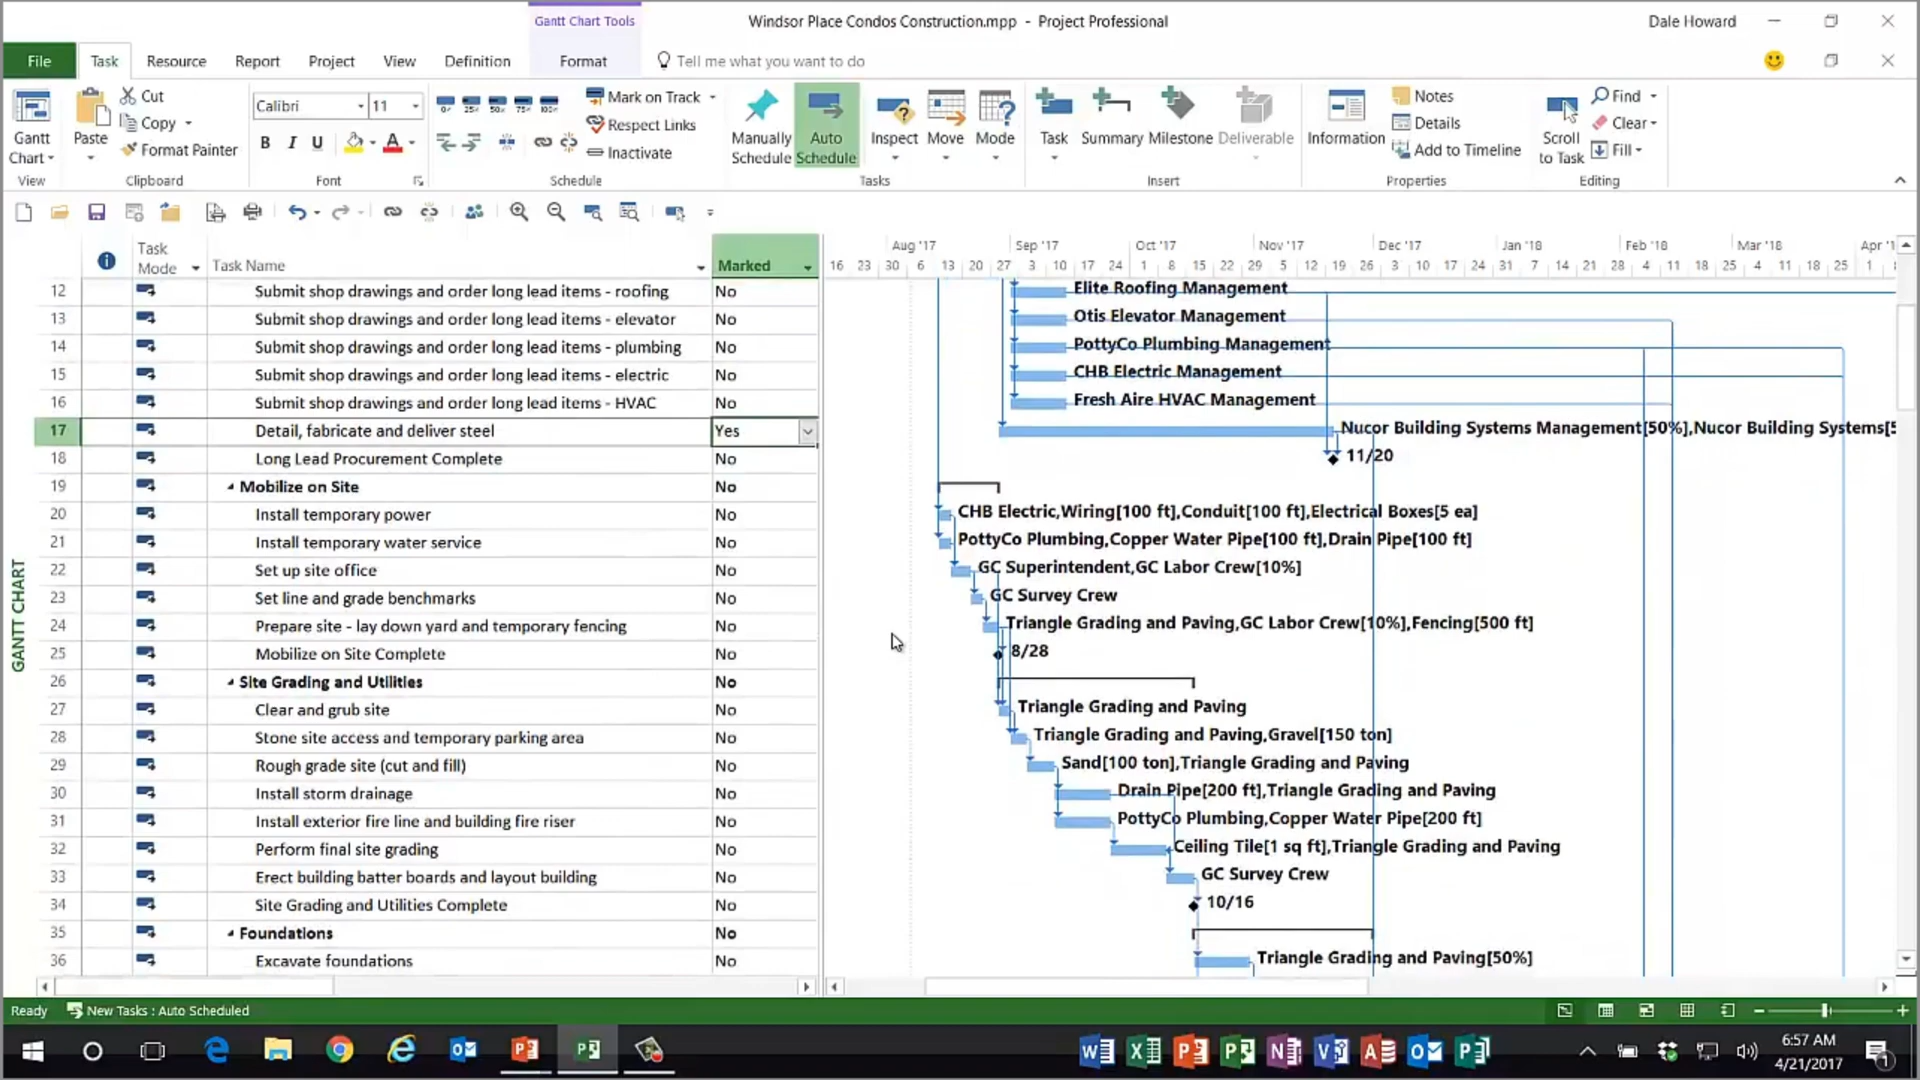 Gantt Chart Tools
Windsor Place Condos Construction.mpp - Project Professional
Dale Howard
File Task Resource Report Project View Definition Format Tell me what you want to do
Gantt Chart
View
Paste
Cut
Copy
Format Painter
Clipboard
Calibri 11
B I U A
Font
0% 25% 50% 75% 100%
Mark on Track
Respect Links
Inactivate
Schedule
Manually Schedule
Auto Schedule
Inspect
Move
Mode
Tasks
Task
Summary
Milestone
Deliverable
Insert
Information
Notes
Details
Add to Timeline
Properties
Scroll to Task
Find
Clear
Fill
Editing
Task Mode Task Name Marked
Aug '17 Sep '17 Oct '17 Nov '17 Dec '17 Jan '18 Feb '18 Mar '18
16 23 30 6 13 20 27 3 10 17 24 1 8 15 22 29 5 12 19 26 3 10 17 24 31 7 14 21 28 4 11 18 25 4 11 18 25 1
12 Submit shop drawings and order long lead items - roofing No Elite Roofing Management
13 Submit shop drawings and order long lead items - elevator No Otis Elevator Management
14 Submit shop drawings and order long lead items - plumbing No PottyCo Plumbing Management
15 Submit shop drawings and order long lead items - electric No CHB Electric Management
16 Submit shop drawings and order long lead items - HVAC No Fresh Aire HVAC Management
17 Detail, fabricate and deliver steel Yes Nucor Building Systems Management[50%],Nucor Building Systems[5
18 Long Lead Procurement Complete No 11/20
19 Mobilize on Site No
20 Install temporary power No CHB Electric,Wiring[100 ft],Conduit[100 ft],Electrical Boxes[5 ea]
21 Install temporary water service No PottyCo Plumbing,Copper Water Pipe[100 ft],Drain Pipe[100 ft]
22 Set up site office No GC Superintendent,GC Labor Crew[10%]
23 Set line and grade benchmarks No GC Survey Crew
24 Prepare site - lay down yard and temporary fencing No Triangle Grading and Paving,GC Labor Crew[10%],Fencing[500 ft]
25 Mobilize on Site Complete No 8/28
26 Site Grading and Utilities No
27 Clear and grub site No Triangle Grading and Paving
28 Stone site access and temporary parking area No Triangle Grading and Paving,Gravel[150 ton]
29 Rough grade site (cut and fill) No Sand[100 ton],Triangle Grading and Paving
30 Install storm drainage No Drain Pipe[200 ft],Triangle Grading and Paving
31 Install exterior fire line and building fire riser No PottyCo Plumbing,Copper Water Pipe[200 ft]
32 Perform final site grading No Ceiling Tile[1 sq ft],Triangle Grading and Paving
33 Erect building batter boards and layout building No GC Survey Crew
34 Site Grading and Utilities Complete No 10/16
35 Foundations No
36 Excavate foundations No Triangle Grading and Paving[50%]
GANTT CHART
Ready New Tasks : Auto Scheduled
6:57 AM
4/21/2017
1